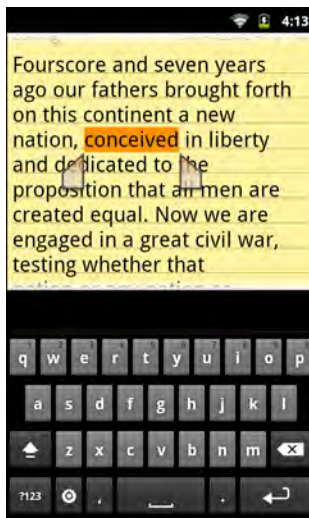 4:13
Fourscore and seven years
ago our fathers brought forth
on this continent a new
nation, conceived in liberty
and dedicated to the
proposition that all men are
created equal. Now we are
engaged in a great civil war,
testing whether that
q w e r t y u i o p
a s d f g h j k l
z x c v b n m
?123 , .